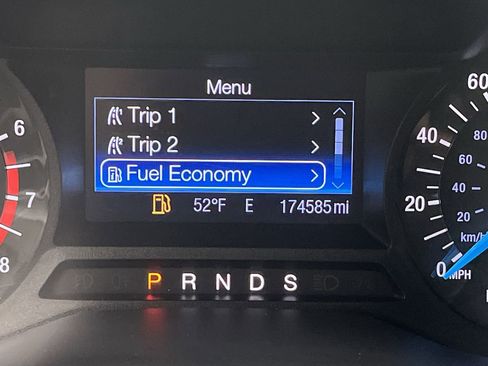 Menu
Trip 1
Trip 2
Fuel Economy
52°F E 174585 mi
P R N D S
6
7
8
60
40
20
0
MPH
80
60
40
20
km/h